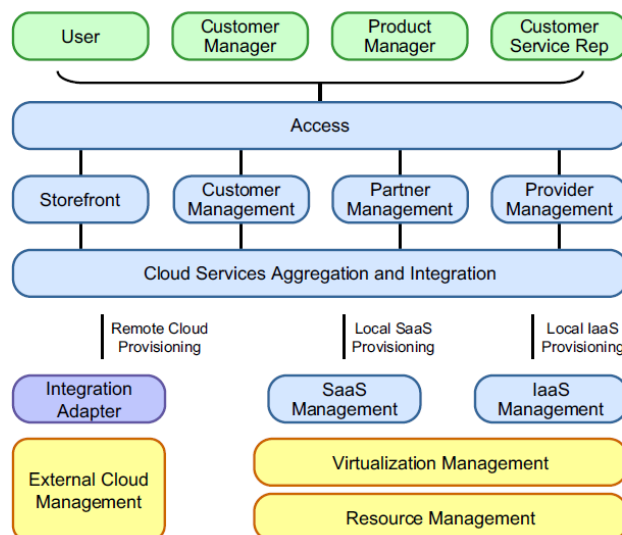 User
Customer
Manager
Product
Manager
Customer
Service Rep
Access
Storefront
Customer
Management
Partner
Management
Provider
Management
Cloud Services Aggregation and Integration
Remote Cloud
Provisioning
Local SaaS
Provisioning
Local IaaS
Provisioning
Integration
Adapter
SaaS
Management
IaaS
Management
External Cloud
Management
Virtualization Management
Resource Management